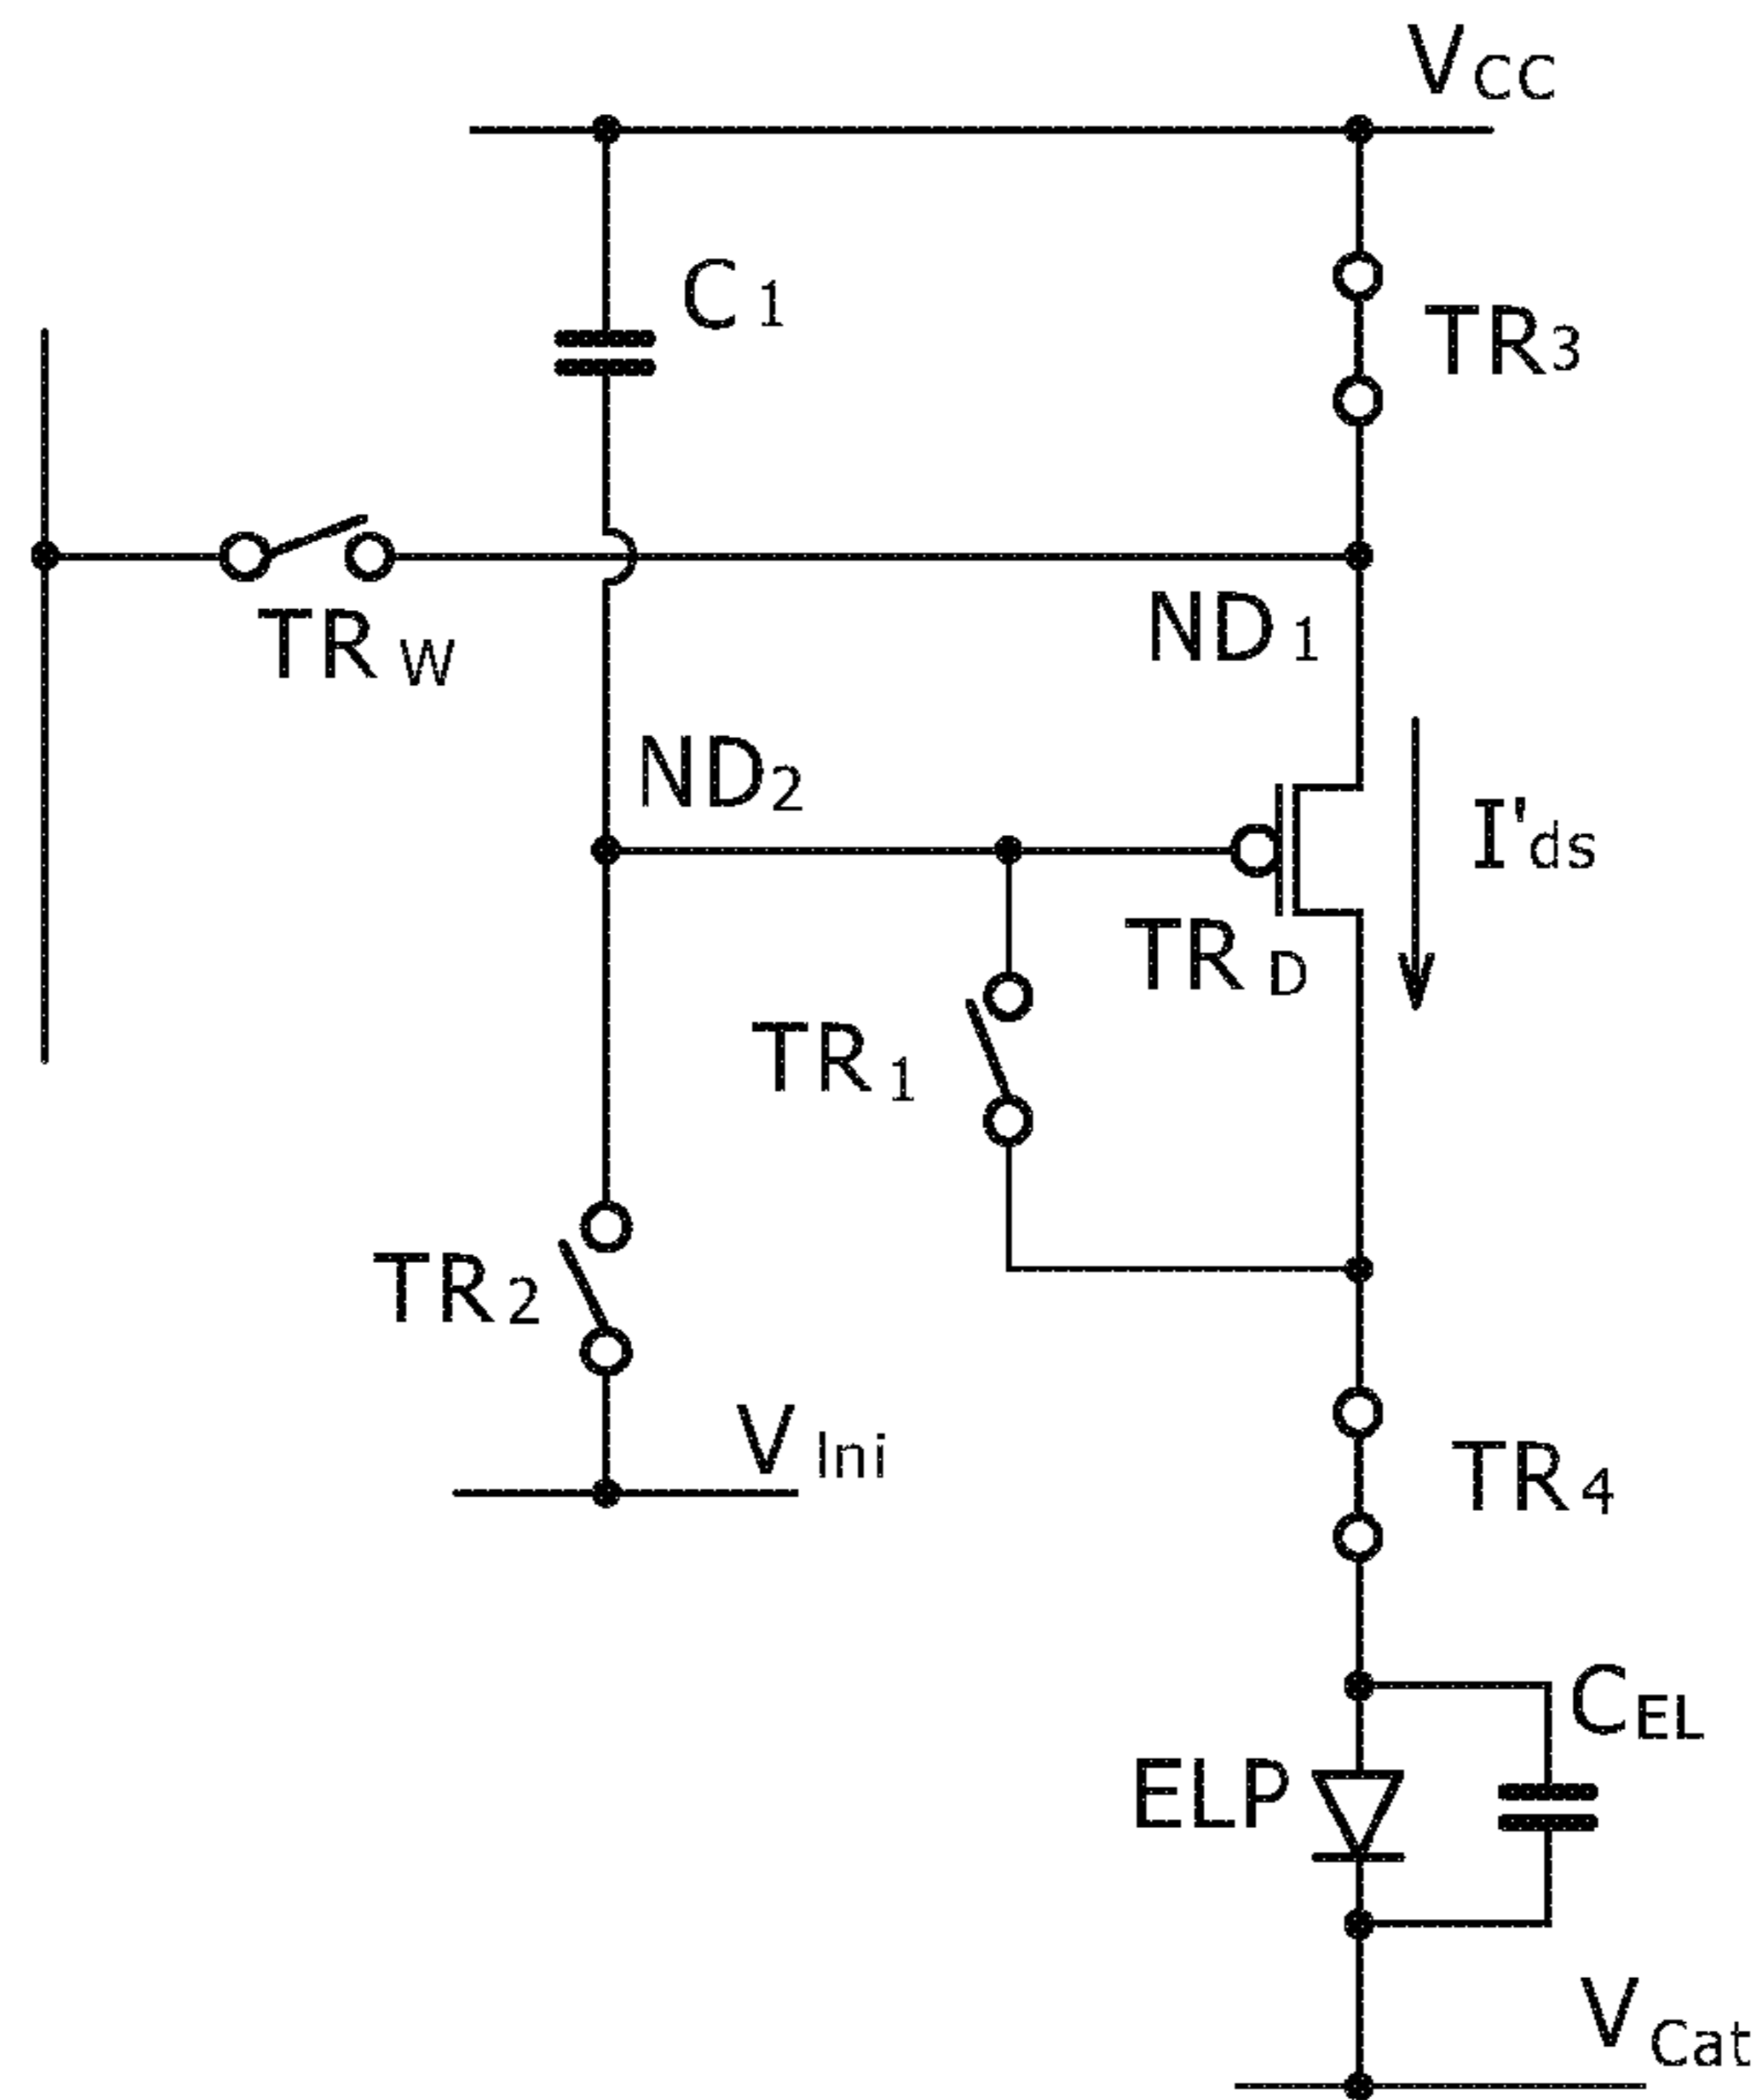 VCC
C1
TR3
TRW
ND1
ND2
I'ds
TRD
TR1
TR2
VIni
TR4
CEL
ELP
VCat